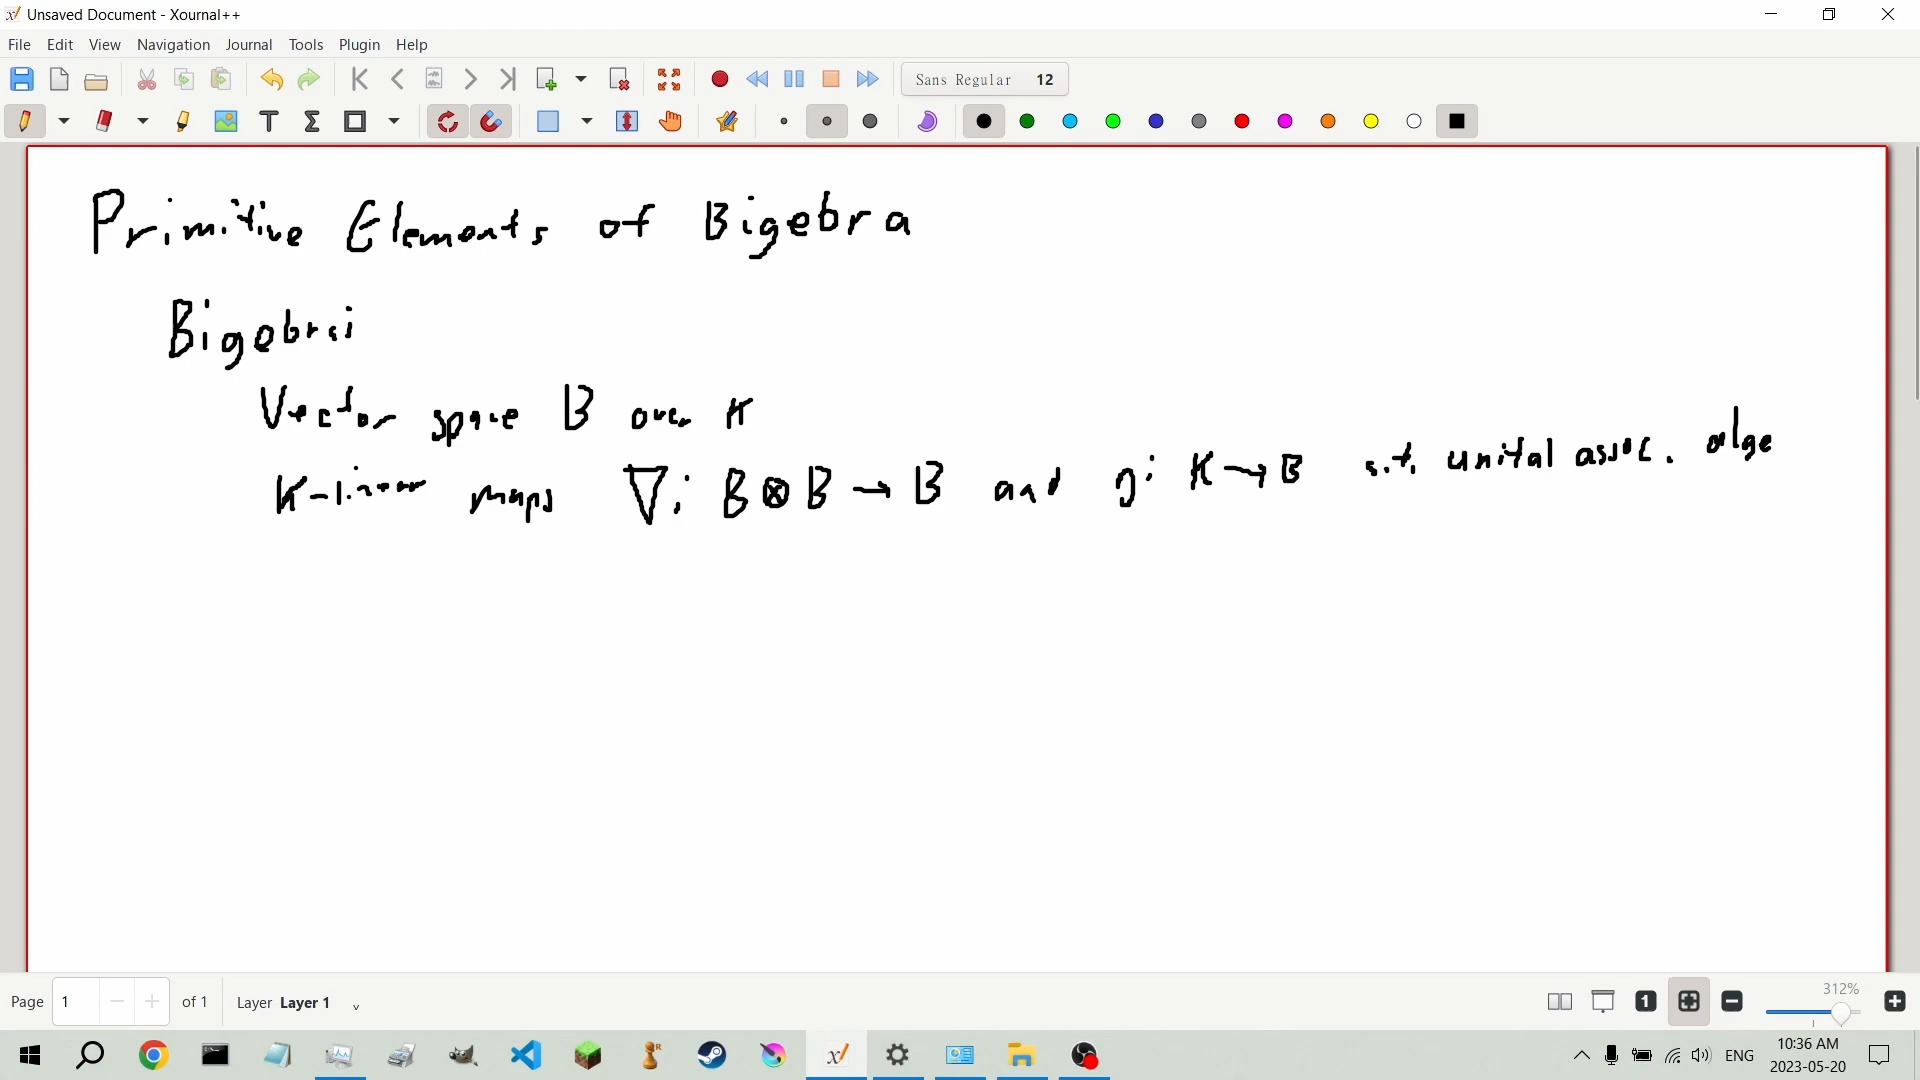 Unsaved Document - Xournal++
File Edit View Navigation Journal Tools Plugin Help
Sans Regular 12
Primitive Elements of Bigebra
Bigebra:
Vector space B over K
K-linear maps ∇: B⊗B → B and η: K → B s.t. unital assoc. alge
312%
Page 1 of 1 Layer Layer 1
ENG 10:36 AM
2023-05-20